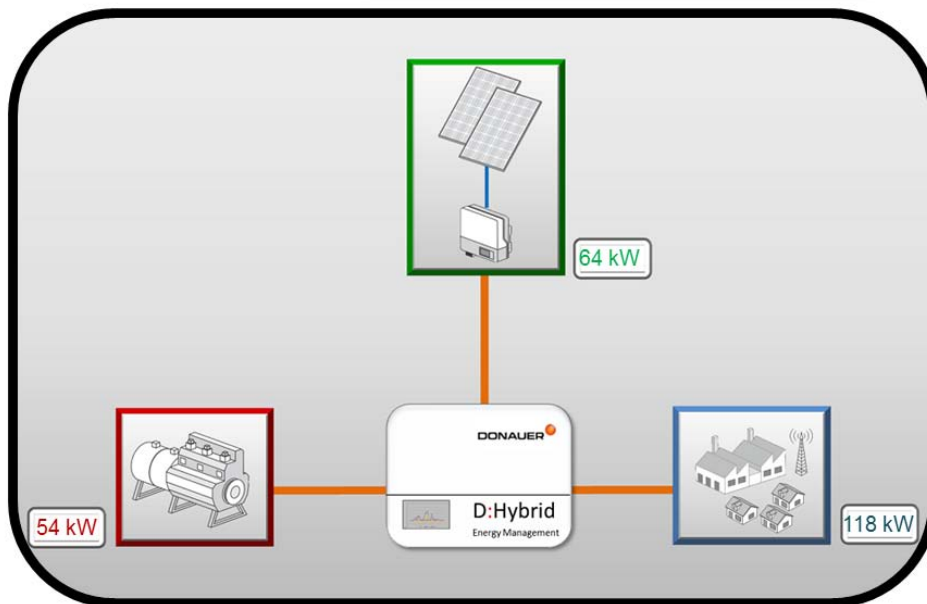 64 kW
DONAUER
D:Hybrid
Energy Management
54 kW
118 kW